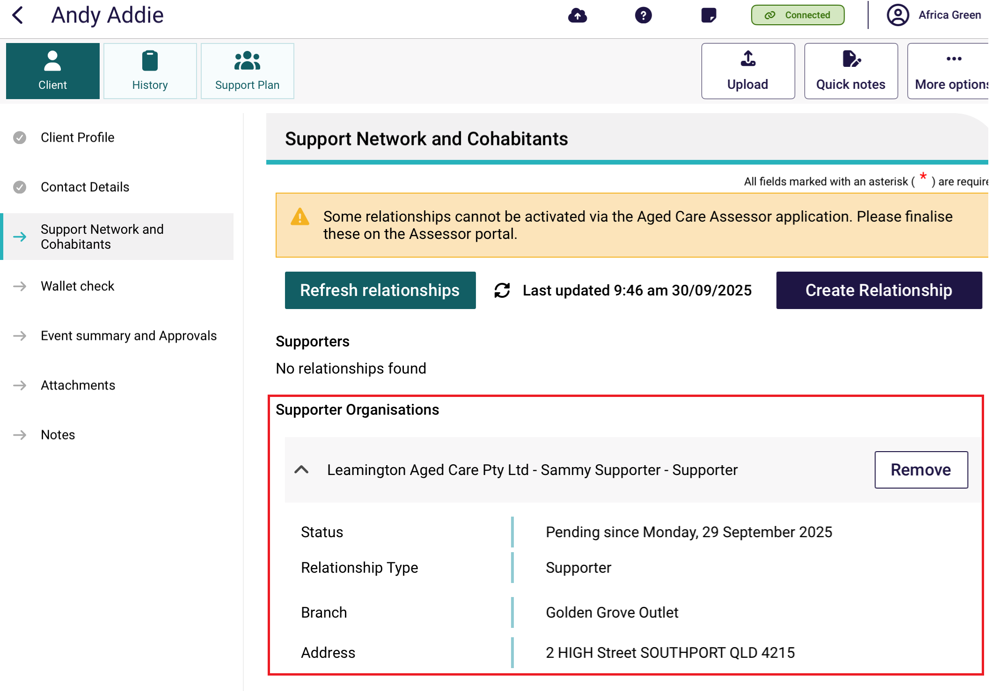 Andy Addie
Connected
Africa Green
Client
History
Support Plan
Upload
Quick notes
More options
Client Profile
Contact Details
Support Network and
Cohabitants
Wallet check
Event summary and Approvals
Attachments
Notes
Support Network and Cohabitants
All fields marked with an asterisk ( * ) are require
Some relationships cannot be activated via the Aged Care Assessor application. Please finalise
these on the Assessor portal.
Refresh relationships
Last updated 9:46 am 30/09/2025
Create Relationship
Supporters
No relationships found
Supporter Organisations
Leamington Aged Care Pty Ltd - Sammy Supporter - Supporter
Remove
Status
Pending since Monday, 29 September 2025
Relationship Type
Supporter
Branch
Golden Grove Outlet
Address
2 HIGH Street SOUTHPORT QLD 4215